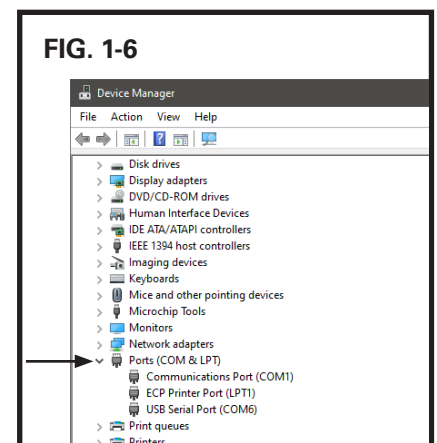 FIG. 1-6
Device Manager
File Action View Help
Disk drives
Display adapters
DVD/CD-ROM drives
Human Interface Devices
IDE ATA/ATAPI controllers
IEEE 1394 host controllers
Imaging devices
Keyboards
Mice and other pointing devices
Microchip Tools
Monitors
Network adapters
Ports (COM & LPT)
Communications Port (COM1)
ECP Printer Port (LPT1)
USB Serial Port (COM6)
Print queues
Printers